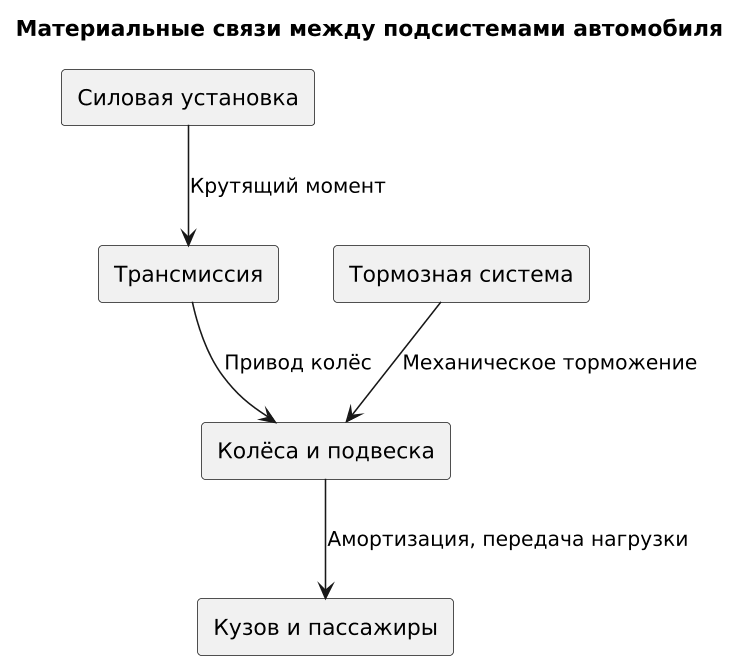 Материальные связи между подсистемами автомобиля
Силовая установка
Крутящий момент
Трансмиссия
Тормозная система
Привод колёс
Механическое торможение
Колёса и подвеска
Амортизация, передача нагрузки
Кузов и пассажиры